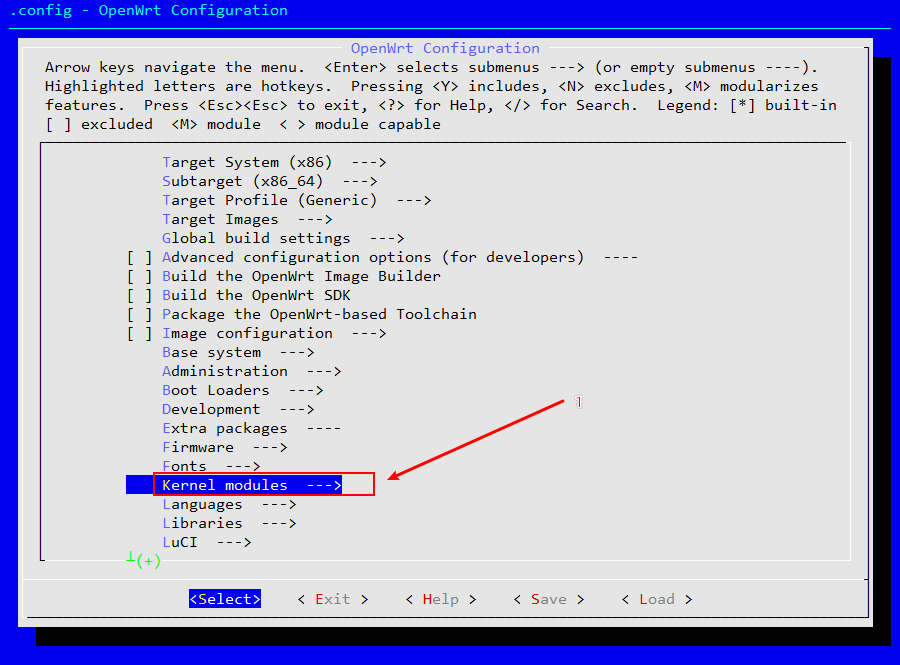 .config - OpenWrt Configuration
OpenWrt Configuration
Arrow keys navigate the menu.  <Enter> selects submenus ---> (or empty submenus ----).
Highlighted letters are hotkeys.  Pressing <Y> includes, <N> excludes, <M> modularizes
features.  Press <Esc><Esc> to exit, <?> for Help, </> for Search.  Legend: [*] built-in
[ ] excluded  <M> module  < > module capable
Target System (x86)  --->
Subtarget (x86_64)  --->
Target Profile (Generic)  --->
Target Images  --->
Global build settings  --->
[ ] Advanced configuration options (for developers)  ----
[ ] Build the OpenWrt Image Builder
[ ] Build the OpenWrt SDK
[ ] Package the OpenWrt-based Toolchain
[ ] Image configuration  --->
Base system  --->
Administration  --->
Boot Loaders  --->
Development  --->
Extra packages  ----
Firmware  --->
Fonts  --->
Kernel modules  --->
Languages  --->
Libraries  --->
LuCI  --->
┴(+)
<Select>    < Exit >    < Help >    < Save >    < Load >
1